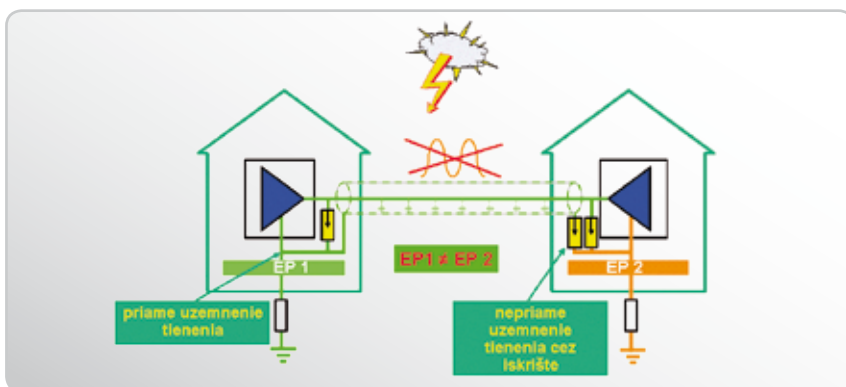 EP 1
EP1 ≠ EP 2
EP 2
priame uzemnenie
tienenia
nepriame
uzemnenie
tienenia cez
iskrište